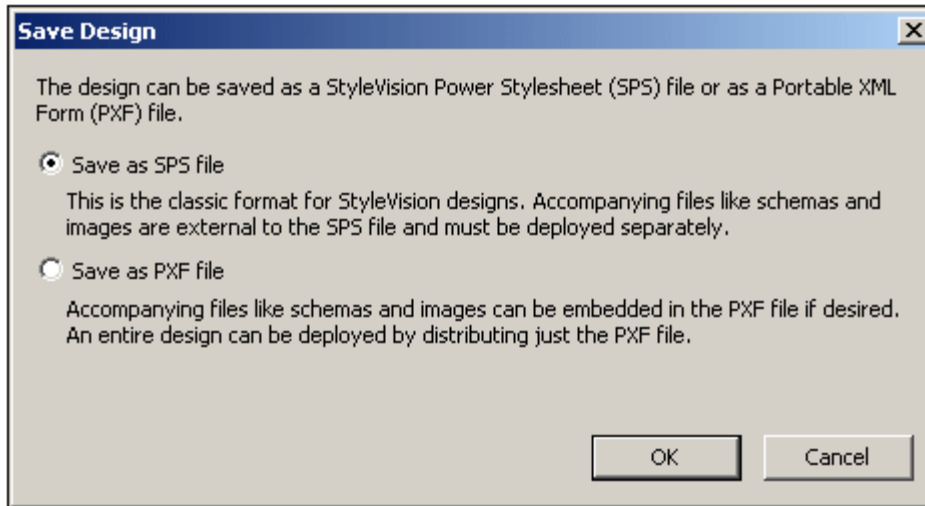 Save Design
The design can be saved as a StyleVision Power Stylesheet (SPS) file or as a Portable XML
Form (PXF) file.
Save as SPS file
This is the classic format for StyleVision designs. Accompanying files like schemas and
images are external to the SPS file and must be deployed separately.
Save as PXF file
Accompanying files like schemas and images can be embedded in the PXF file if desired.
An entire design can be deployed by distributing just the PXF file.
OK
Cancel